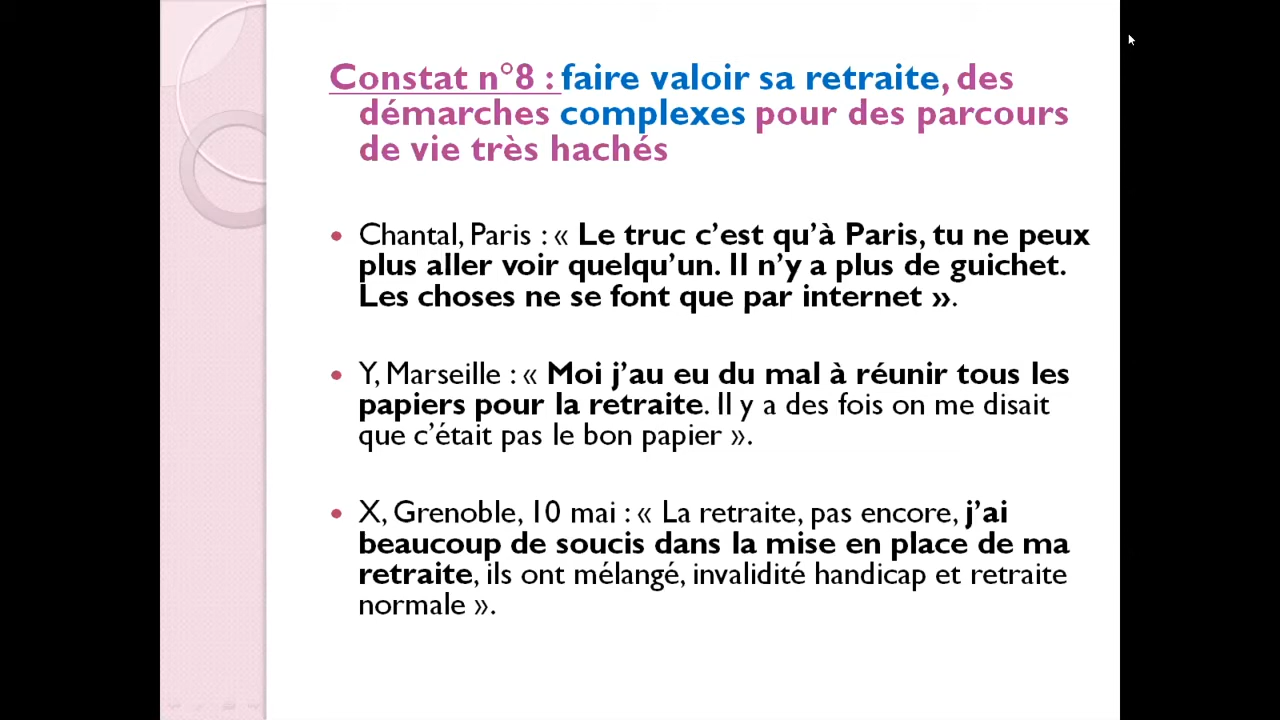 Constat n°8 : faire valoir sa retraite, des
démarches complexes pour des parcours
de vie très hachés
• Chantal, Paris : « Le truc c’est qu’à Paris, tu ne peux
plus aller voir quelqu’un. Il n’y a plus de guichet.
Les choses ne se font que par internet ».
• Y, Marseille : « Moi j’au eu du mal à réunir tous les
papiers pour la retraite. Il y a des fois on me disait
que c’était pas le bon papier ».
• X, Grenoble, 10 mai : « La retraite, pas encore, j’ai
beaucoup de soucis dans la mise en place de ma
retraite, ils ont mélangé, invalidité handicap et retraite
normale ».